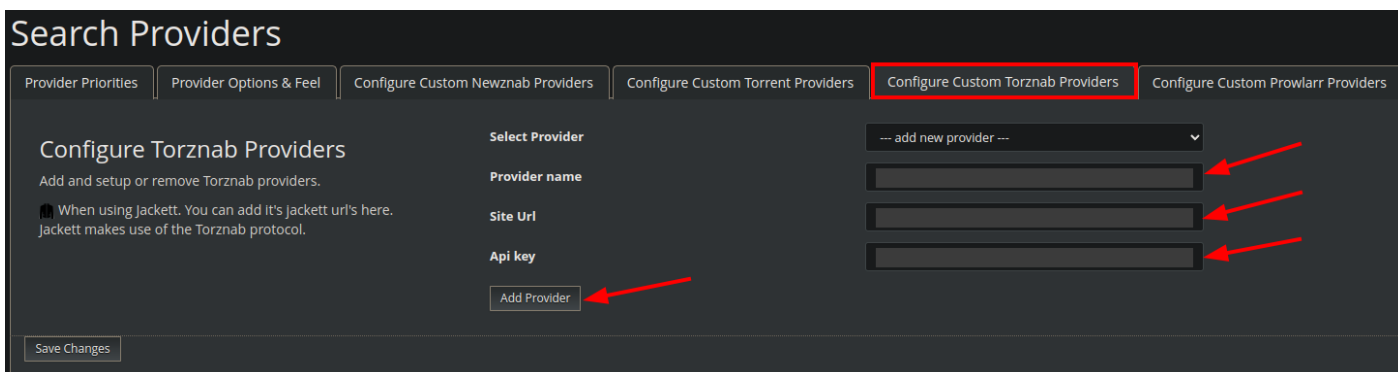 Search Providers
Provider Priorities
Provider Options & Feel
Configure Custom Newznab Providers
Configure Custom Torrent Providers
Configure Custom Torznab Providers
Configure Custom Prowlarr Providers
Configure Torznab Providers
Add and setup or remove Torznab providers.
When using Jackett. You can add it's jackett url's here.
Jackett makes use of the Torznab protocol.
Select Provider
--- add new provider ---
Provider name
Site Url
Api key
Add Provider
Save Changes